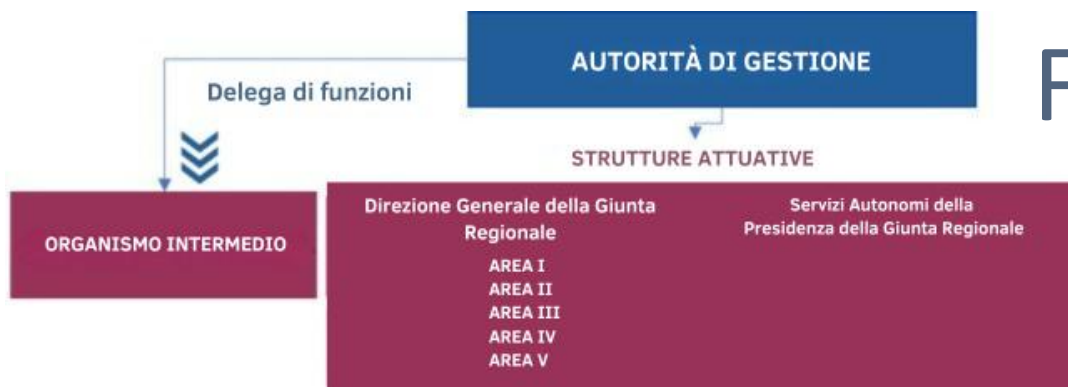 AUTORITÀ DI GESTIONE
F
Delega di funzioni
STRUTTURE ATTUATIVE
ORGANISMO INTERMEDIO
Direzione Generale della Giunta
Regionale
AREA I
AREA II
AREA III
AREA IV
AREA V
Servizi Autonomi della
Presidenza della Giunta Regionale